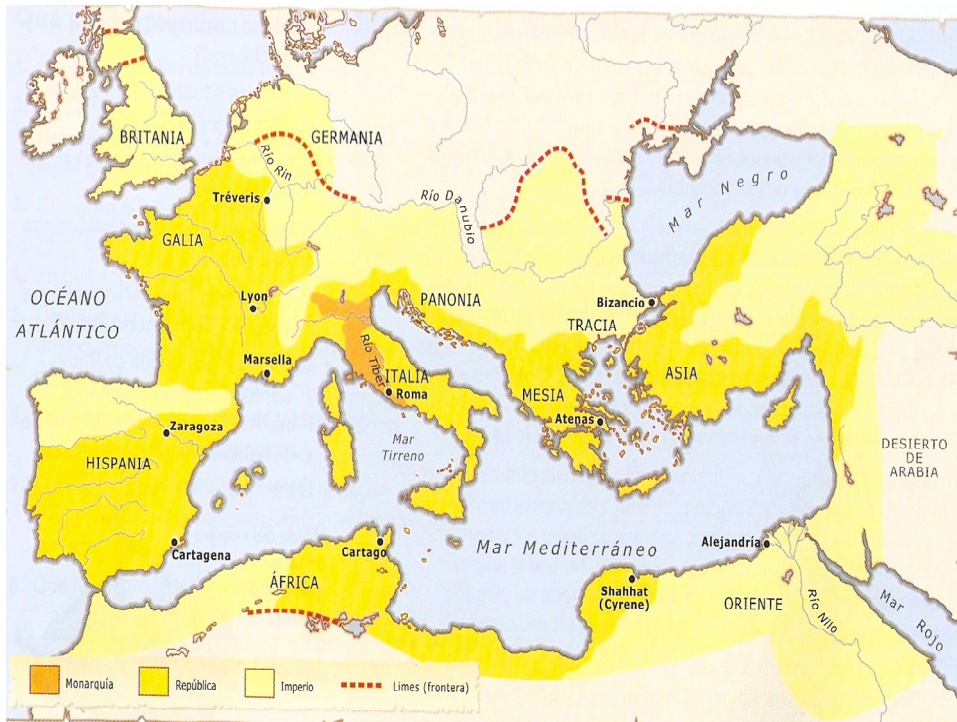 BRITANIA
GERMANIA
Río Rin
Tréveris
Río
Danubio
Mar Negro
GALIA
OCÉANO
ATLÁNTICO
Lyon
PANONIA
Bizancio
TRACIA
Río Tíber
Marsella
ITALIA
Roma
MESIA
ASIA
Atenas
Zaragoza
Mar
Tirreno
HISPANIA
DESIERTO
DE
ARABIA
Cartagena
Cartago
Mar Mediterráneo
Alejandría
ÁFRICA
Shahhat
(Cyrene)
ORIENTE
Río Nilo
Mar Rojo
Monarquía
República
Imperio
Limes (frontera)